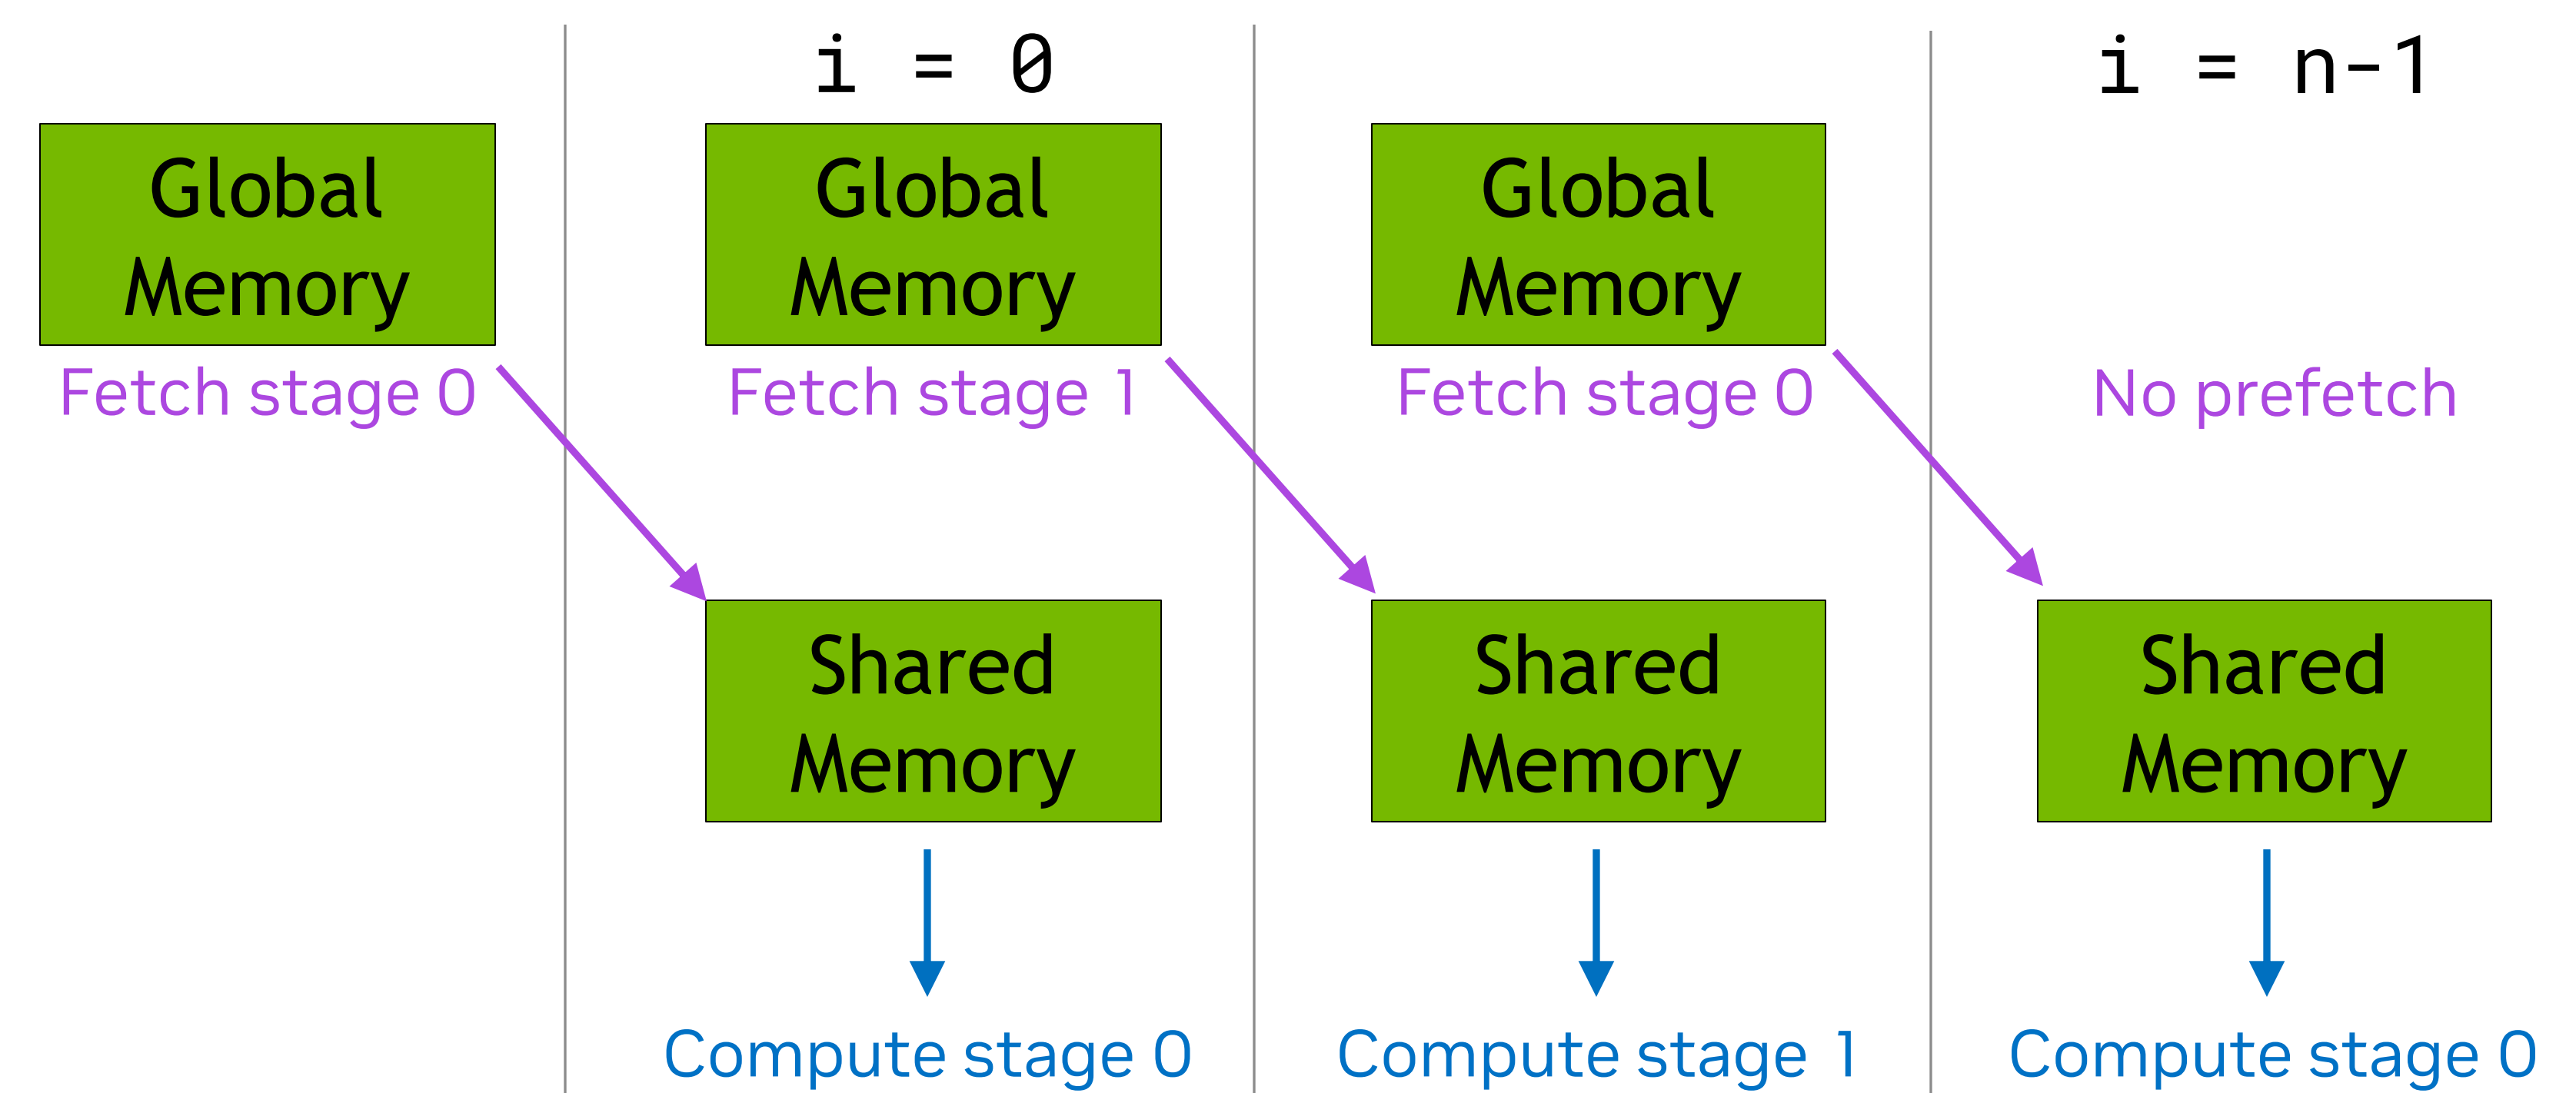 i = 0
i = n-1
Global
Memory
Global
Memory
Global
Memory
Fetch stage 0
Fetch stage 1
Fetch stage 0
No prefetch
Shared
Memory
Shared
Memory
Shared
Memory
Compute stage 0
Compute stage 1
Compute stage 0